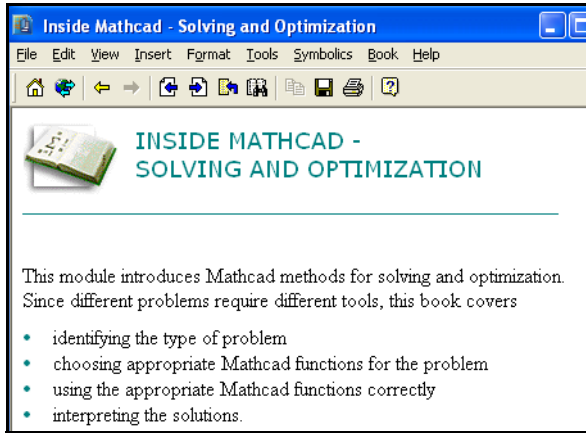 Inside Mathcad - Solving and Optimization
File Edit View Insert Format Tools Symbolics Book Help
INSIDE MATHCAD -
SOLVING AND OPTIMIZATION
This module introduces Mathcad methods for solving and optimization.
Since different problems require different tools, this book covers
• identifying the type of problem
• choosing appropriate Mathcad functions for the problem
• using the appropriate Mathcad functions correctly
• interpreting the solutions.